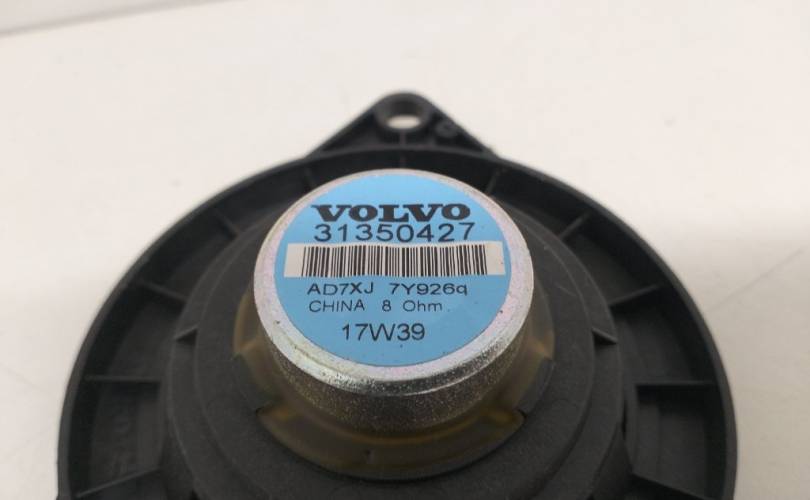 VOLVO
31350427
AD7XJ 7Y926q
CHINA 8 Ohm
17W39